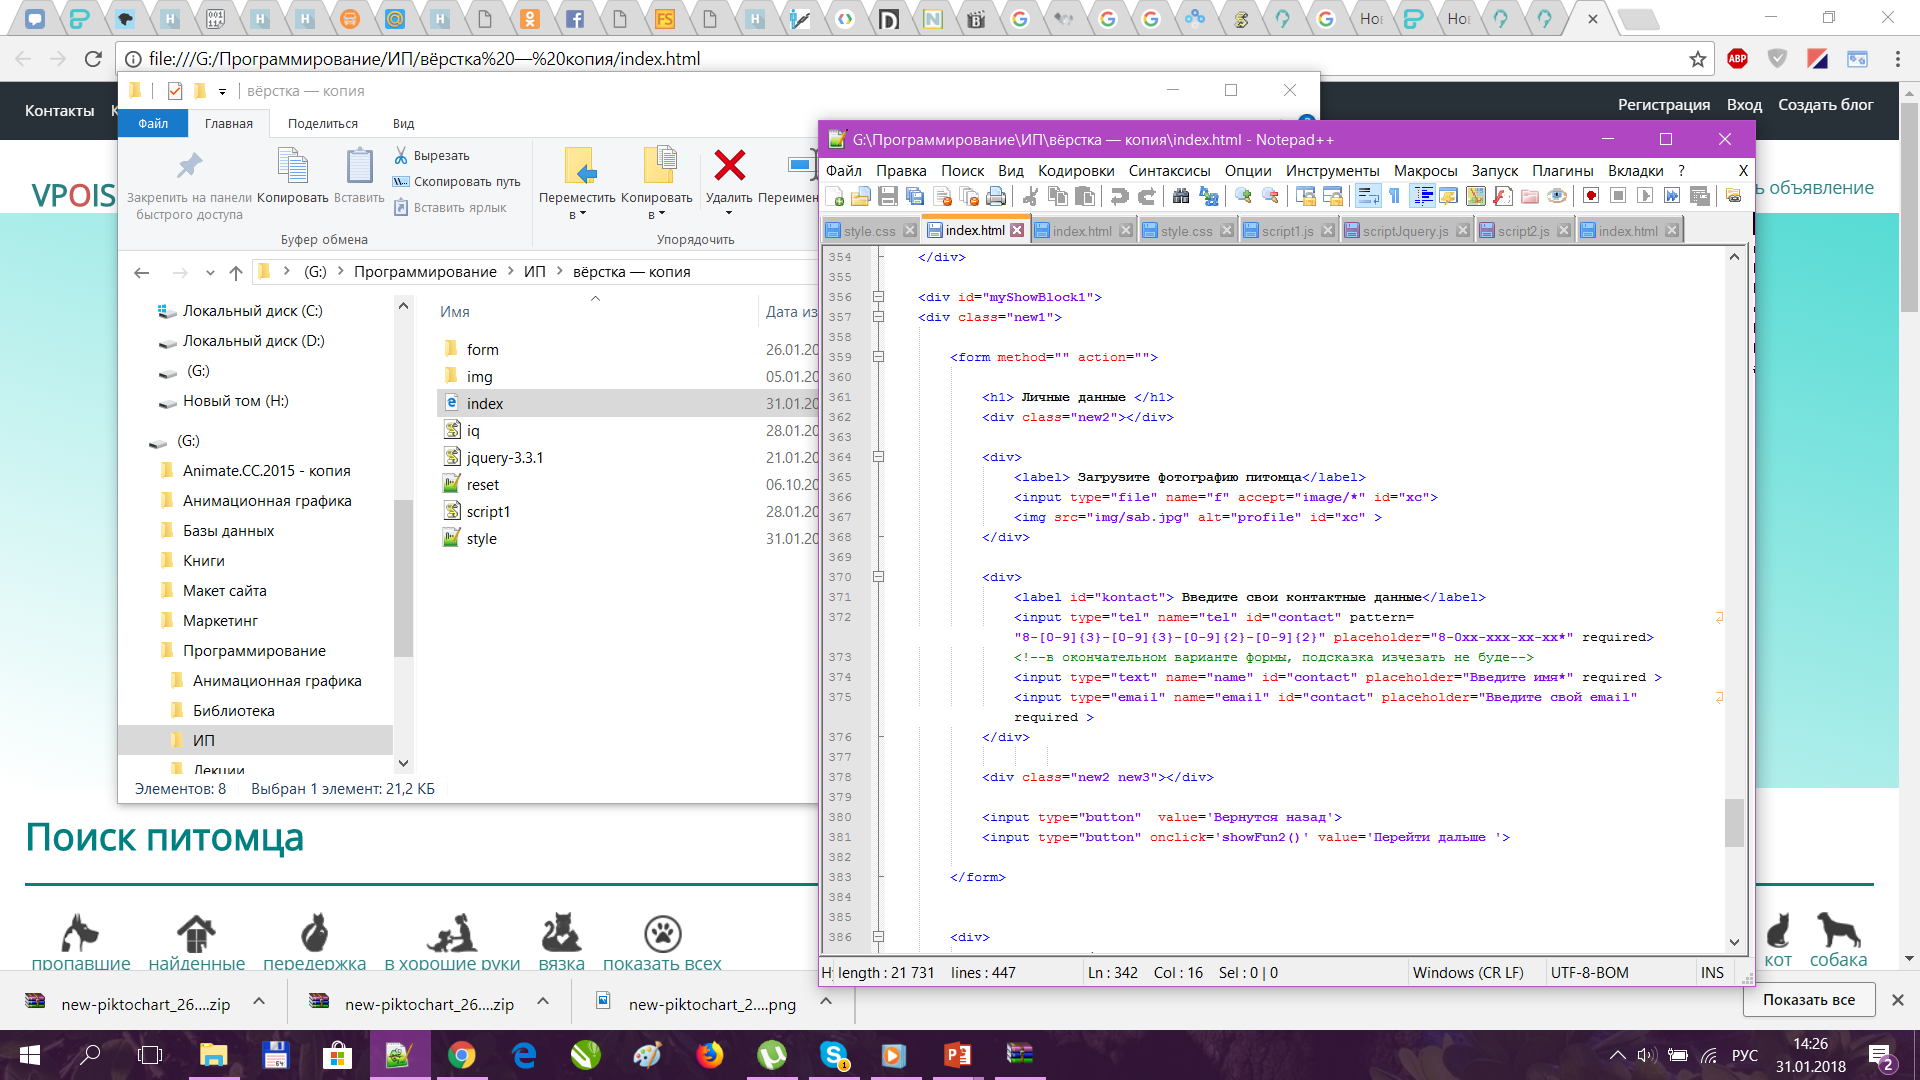 file:///G:/Программирование/ИП/вёрстка%20—%20копия/index.html
Контакты
Регистрация Вход Создать блог
VPOIS
ь объявление
вёрстка — копия
Файл Главная Поделиться Вид
Закрепить на панели быстрого доступа
Копировать
Вставить
Вырезать
Скопировать путь
Вставить ярлык
Переместить в
Копировать в
Удалить
Переимен
Буфер обмена
Упорядочить
(G:) Программирование ИП вёрстка — копия
Локальный диск (C:)
Локальный диск (D:)
(G:)
Новый том (H:)
(G:)
Animate.CC.2015 - копия
Анимационная графика
Базы данных
Книги
Макет сайта
Маркетинг
Программирование
Анимационная графика
Библиотека
ИП
Лекции
Имя Дата из
form 26.01.20
img 05.01.20
index 31.01.20
iq 28.01.20
jquery-3.3.1 21.01.20
reset 06.10.20
script1 28.01.20
style 31.01.20
Элементов: 8 Выбран 1 элемент: 21,2 КБ
G:\Программирование\ИП\вёрстка — копия\index.html - Notepad++
Файл Правка Поиск Вид Кодировки Синтаксисы Опции Инструменты Макросы Запуск Плагины Вкладки ? X
style.css index.html index.html style.css script1.js scriptJquery.js script2.js index.html
354 </div>
355
356 <div id="myShowBlock1">
357 <div class="new1">
358
359 <form method="" action="">
360
361 <h1> Личные данные </h1>
362 <div class="new2"></div>
363
364 <div>
365 <label> Загрузите фотографию питомца</label>
366 <input type="file" name="f" accept="image/*" id="xc">
367 <img src="img/sab.jpg" alt="profile" id="xc" >
368 </div>
369
370 <div>
371 <label id="kontact"> Введите свои контактные данные</label>
372 <input type="tel" name="tel" id="contact" pattern=
"8-[0-9]{3}-[0-9]{3}-[0-9]{2}-[0-9]{2}" placeholder="8-0xx-xxx-xx-xx*" required>
373 <!--в окончательном варианте формы, подсказка изчезать не буде-->
374 <input type="text" name="name" id="contact" placeholder="Введите имя*" required >
375 <input type="email" name="email" id="contact" placeholder="Введите свой email"
required >
376 </div>
377
378 <div class="new2 new3"></div>
379
380 <input type="button"  value='Вернутся назад'>
381 <input type="button" onclick='showFun2()' value='Перейти дальше '>
382
383 </form>
384
385
386 <div>
length : 21 731 lines : 447 Ln : 342 Col : 16 Sel : 0 | 0 Windows (CR LF) UTF-8-BOM INS
Поиск питомца
пропавшие найденные передержка в хорошие руки вязка показать всех кот собака
new-piktochart_26....zip new-piktochart_26....zip new-piktochart_2....png Показать все
РУС 14:26
31.01.2018
2